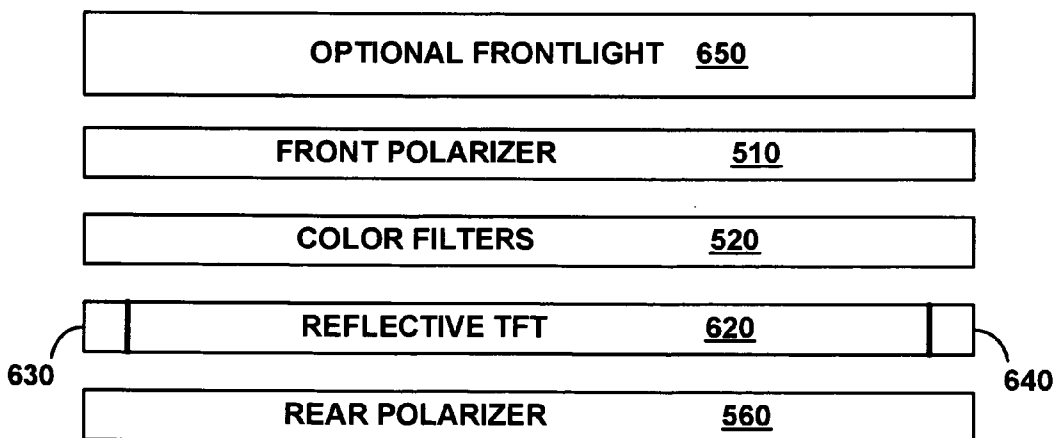 OPTIONAL FRONTLIGHT 650
FRONT POLARIZER 510
COLOR FILTERS 520
REFLECTIVE TFT 620
630
640
REAR POLARIZER 560